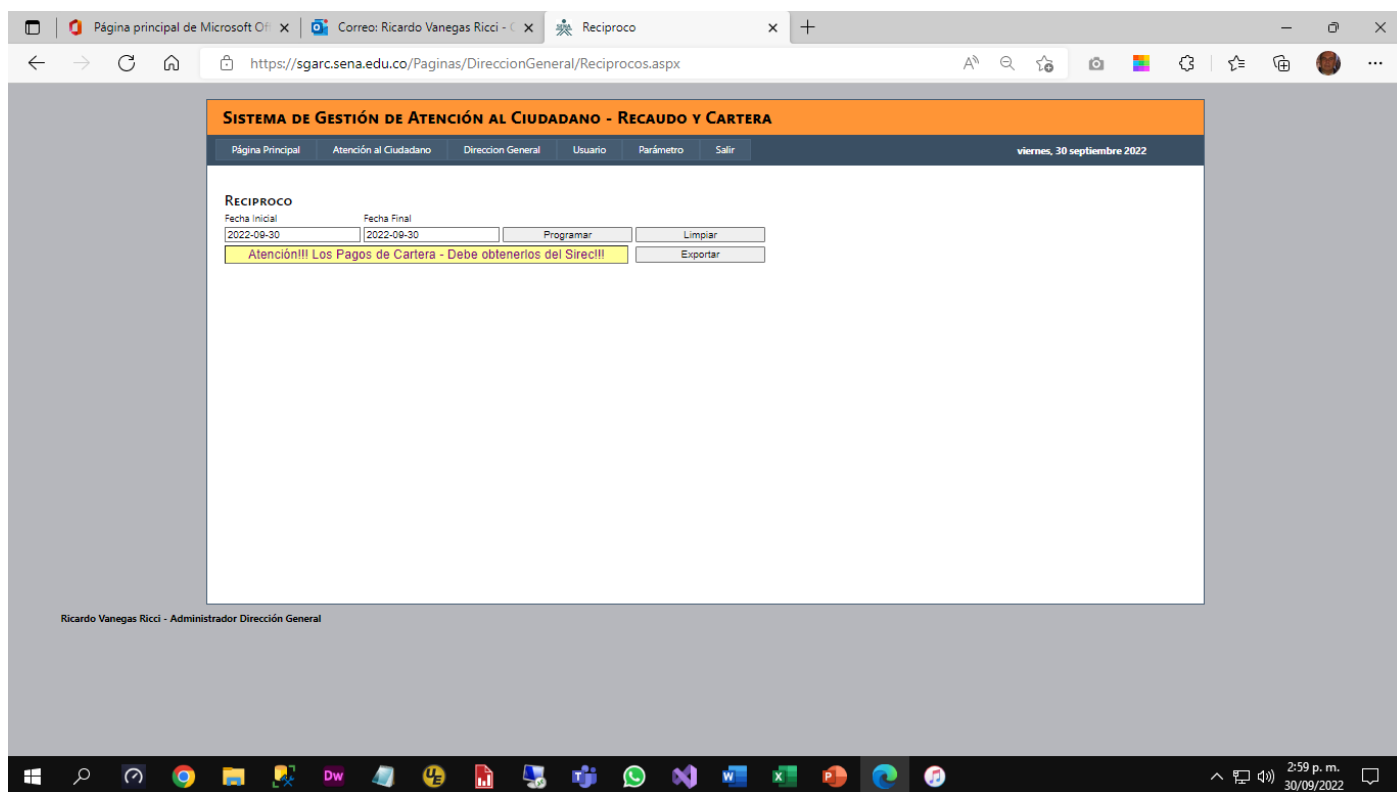 Página principal de Microsoft Of
Correo: Ricardo Vanegas Ricci -
Reciproco
https://sgarc.sena.edu.co/Paginas/DireccionGeneral/Reciprocos.aspx
SISTEMA DE GESTIÓN DE ATENCIÓN AL CIUDADANO - RECAUDO Y CARTERA
Página Principal Atención al Ciudadano Direccion General Usuario Parámetro Salir viernes, 30 septiembre 2022
RECIPROCO
Fecha Inicial Fecha Final
2022-09-30 2022-09-30 Programar Limpiar
Atención!!! Los Pagos de Cartera - Debe obtenerlos del Sirec!!! Exportar
Ricardo Vanegas Ricci - Administrador Dirección General
2:59 p. m.
30/09/2022